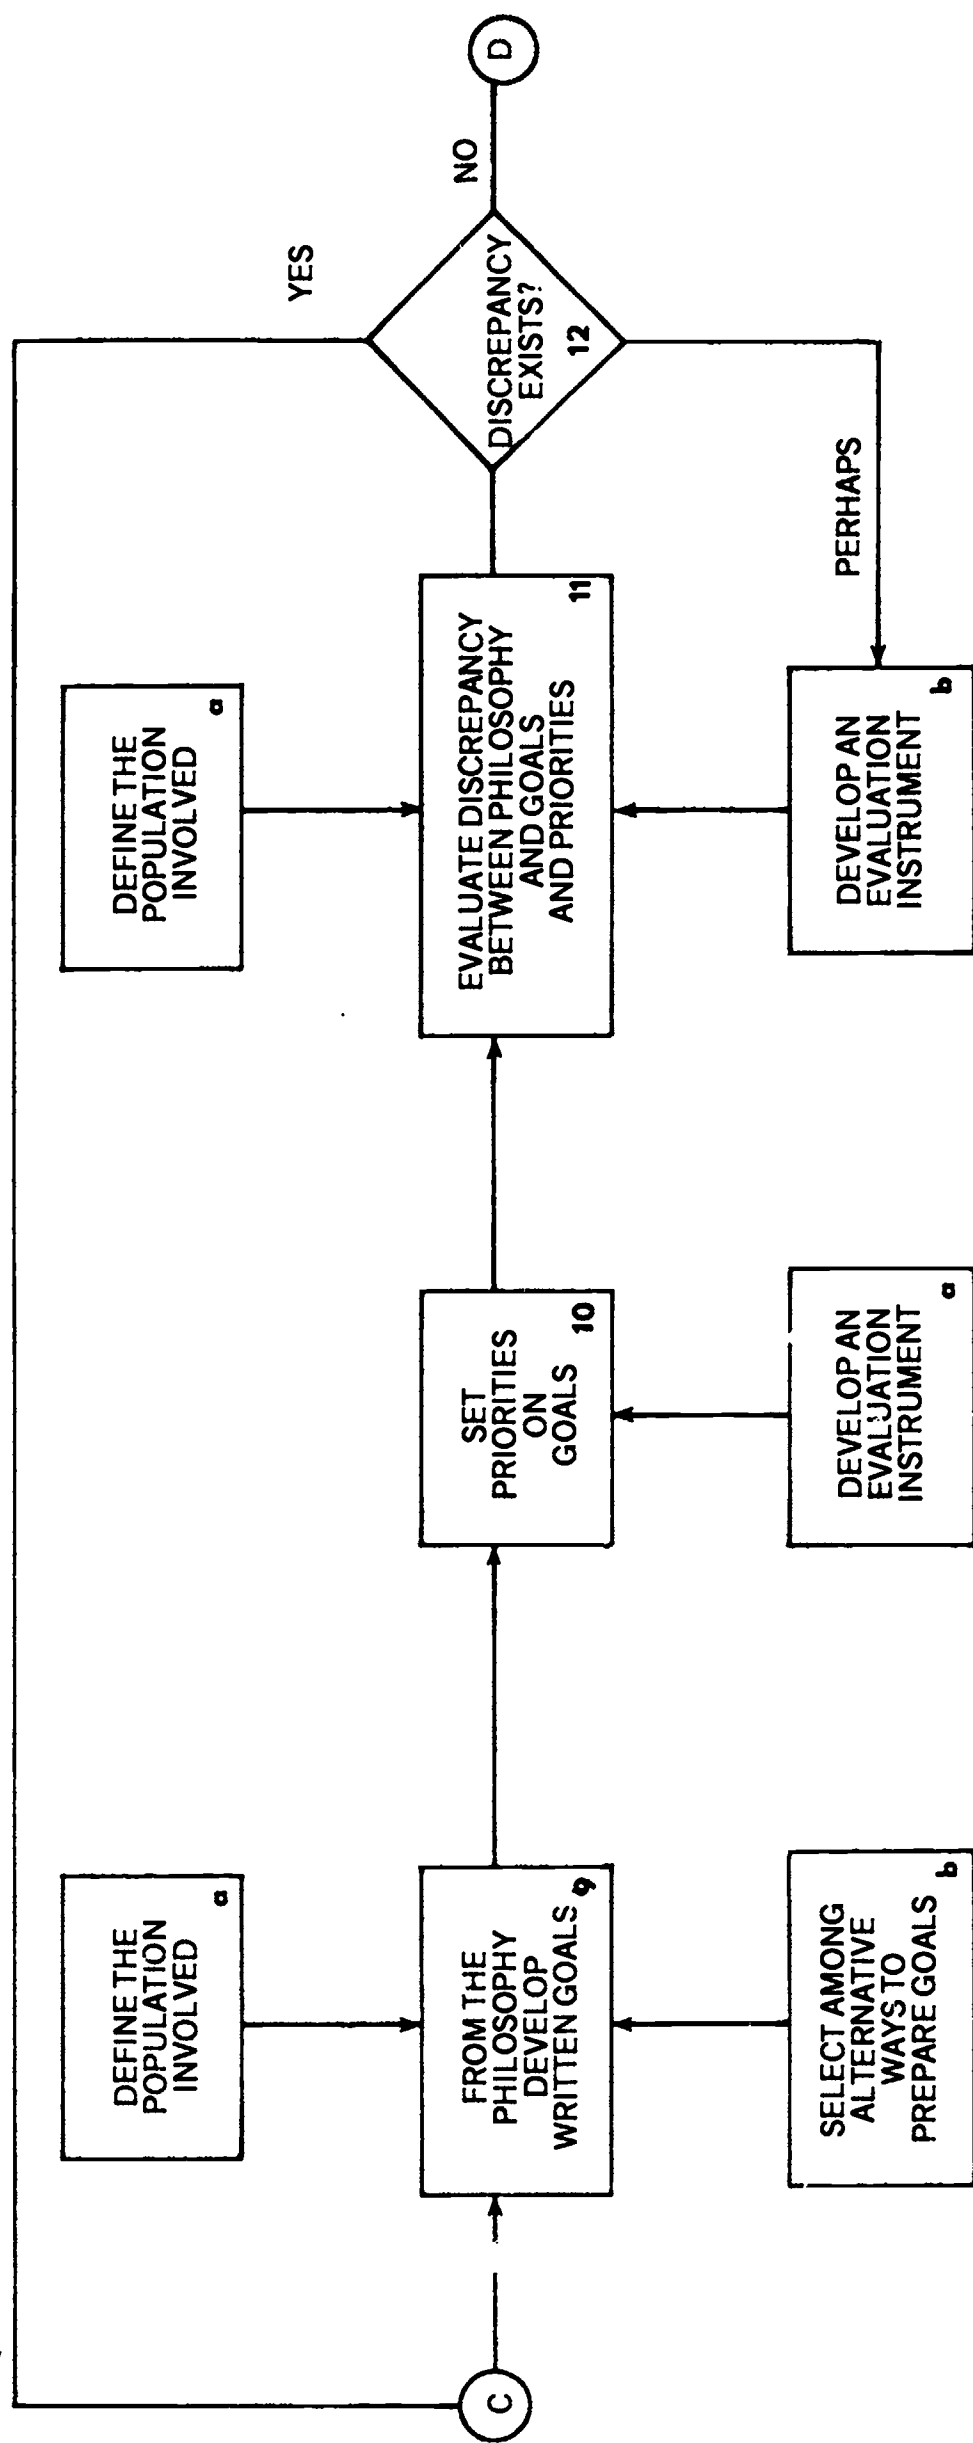 C
DEFINE THE
POPULATION
INVOLVED
a
FROM THE
PHILOSOPHY
DEVELOP
WRITTEN GOALS
9
SELECT AMONG
ALTERNATIVE
WAYS TO
PREPARE GOALS
b
SET
PRIORITIES
ON
GOALS
10
DEVELOP AN
EVALUATION
INSTRUMENT
a
DEFINE THE
POPULATION
INVOLVED
a
EVALUATE DISCREPANCY
BETWEEN PHILOSOPHY
AND GOALS
AND PRIORITIES
11
DEVELOP AN
EVALUATION
INSTRUMENT
b
PERHAPS
DISCREPANCY
EXISTS?
12
YES
NO
D